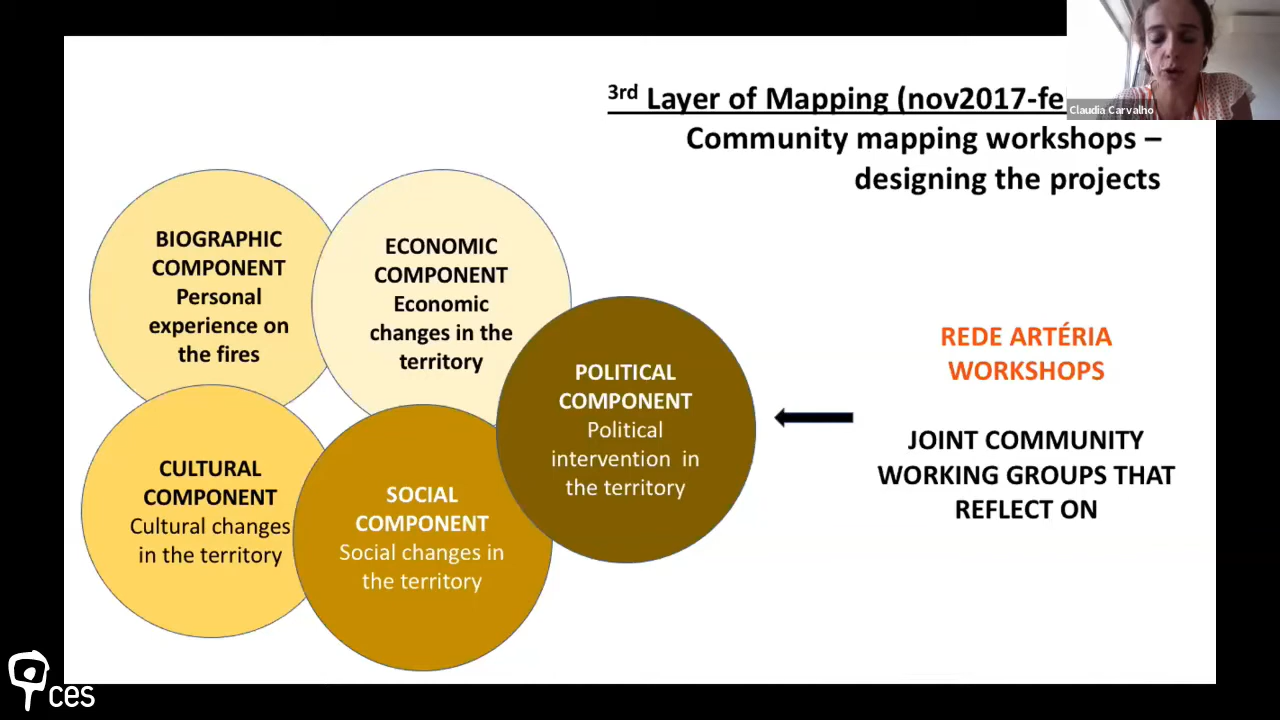 3rd Layer of Mapping (nov2017-fe
Community mapping workshops –
designing the projects
Claudia Carvalho
BIOGRAPHIC
COMPONENT
Personal
experience on
the fires
ECONOMIC
COMPONENT
Economic
changes in the
territory
POLITICAL
COMPONENT
Political
intervention in
the territory
CULTURAL
COMPONENT
Cultural changes
in the territory
SOCIAL
COMPONENT
Social changes in
the territory
REDE ARTÉRIA
WORKSHOPS
JOINT COMMUNITY
WORKING GROUPS THAT
REFLECT ON
ces